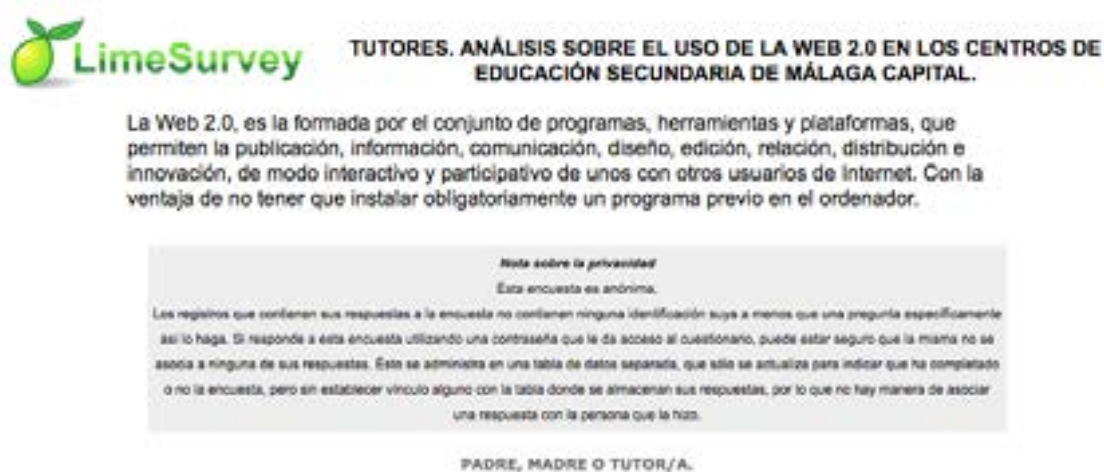 LimeSurvey
TUTORES. ANÁLISIS SOBRE EL USO DE LA WEB 2.0 EN LOS CENTROS DE
EDUCACIÓN SECUNDARIA DE MÁLAGA CAPITAL.
La Web 2.0, es la formada por el conjunto de programas, herramientas y plataformas, que
permiten la publicación, información, comunicación, diseño, edición, relación, distribución e
innovación, de modo interactivo y participativo de unos con otros usuarios de Internet. Con la
ventaja de no tener que instalar obligatoriamente un programa previo en el ordenador.
Nota sobre la privacidad
Esta encuesta es anónima.
Los registros que contienen sus respuestas a la encuesta no contienen ninguna identificación suya a menos que una pregunta específicamente
así lo haga. Si responde a esta encuesta utilizando una contraseña que le da acceso al cuestionario, puede estar seguro que la misma no se
asocia a ninguna de sus respuestas. Esto se administra en una tabla de datos separada, que sólo se actualiza para indicar que ha completado
o no la encuesta, pero sin establecer vínculo alguno con la tabla donde se almacenan sus respuestas, por lo que no hay manera de asociar
una respuesta con la persona que la hizo.
PADRE, MADRE O TUTOR/A.